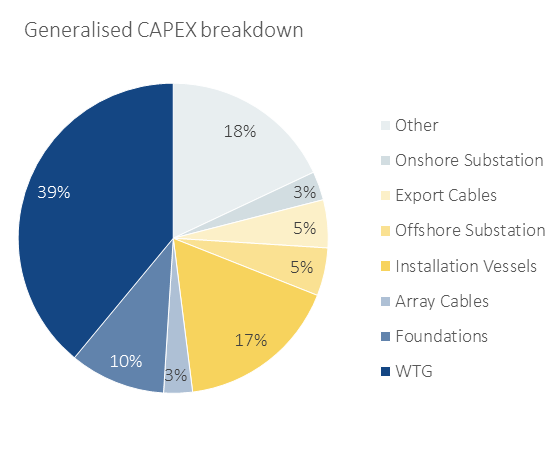 Generalised CAPEX breakdown
18%
3%
5%
5%
17%
3%
10%
39%
Other
Onshore Substation
Export Cables
Offshore Substation
Installation Vessels
Array Cables
Foundations
WTG